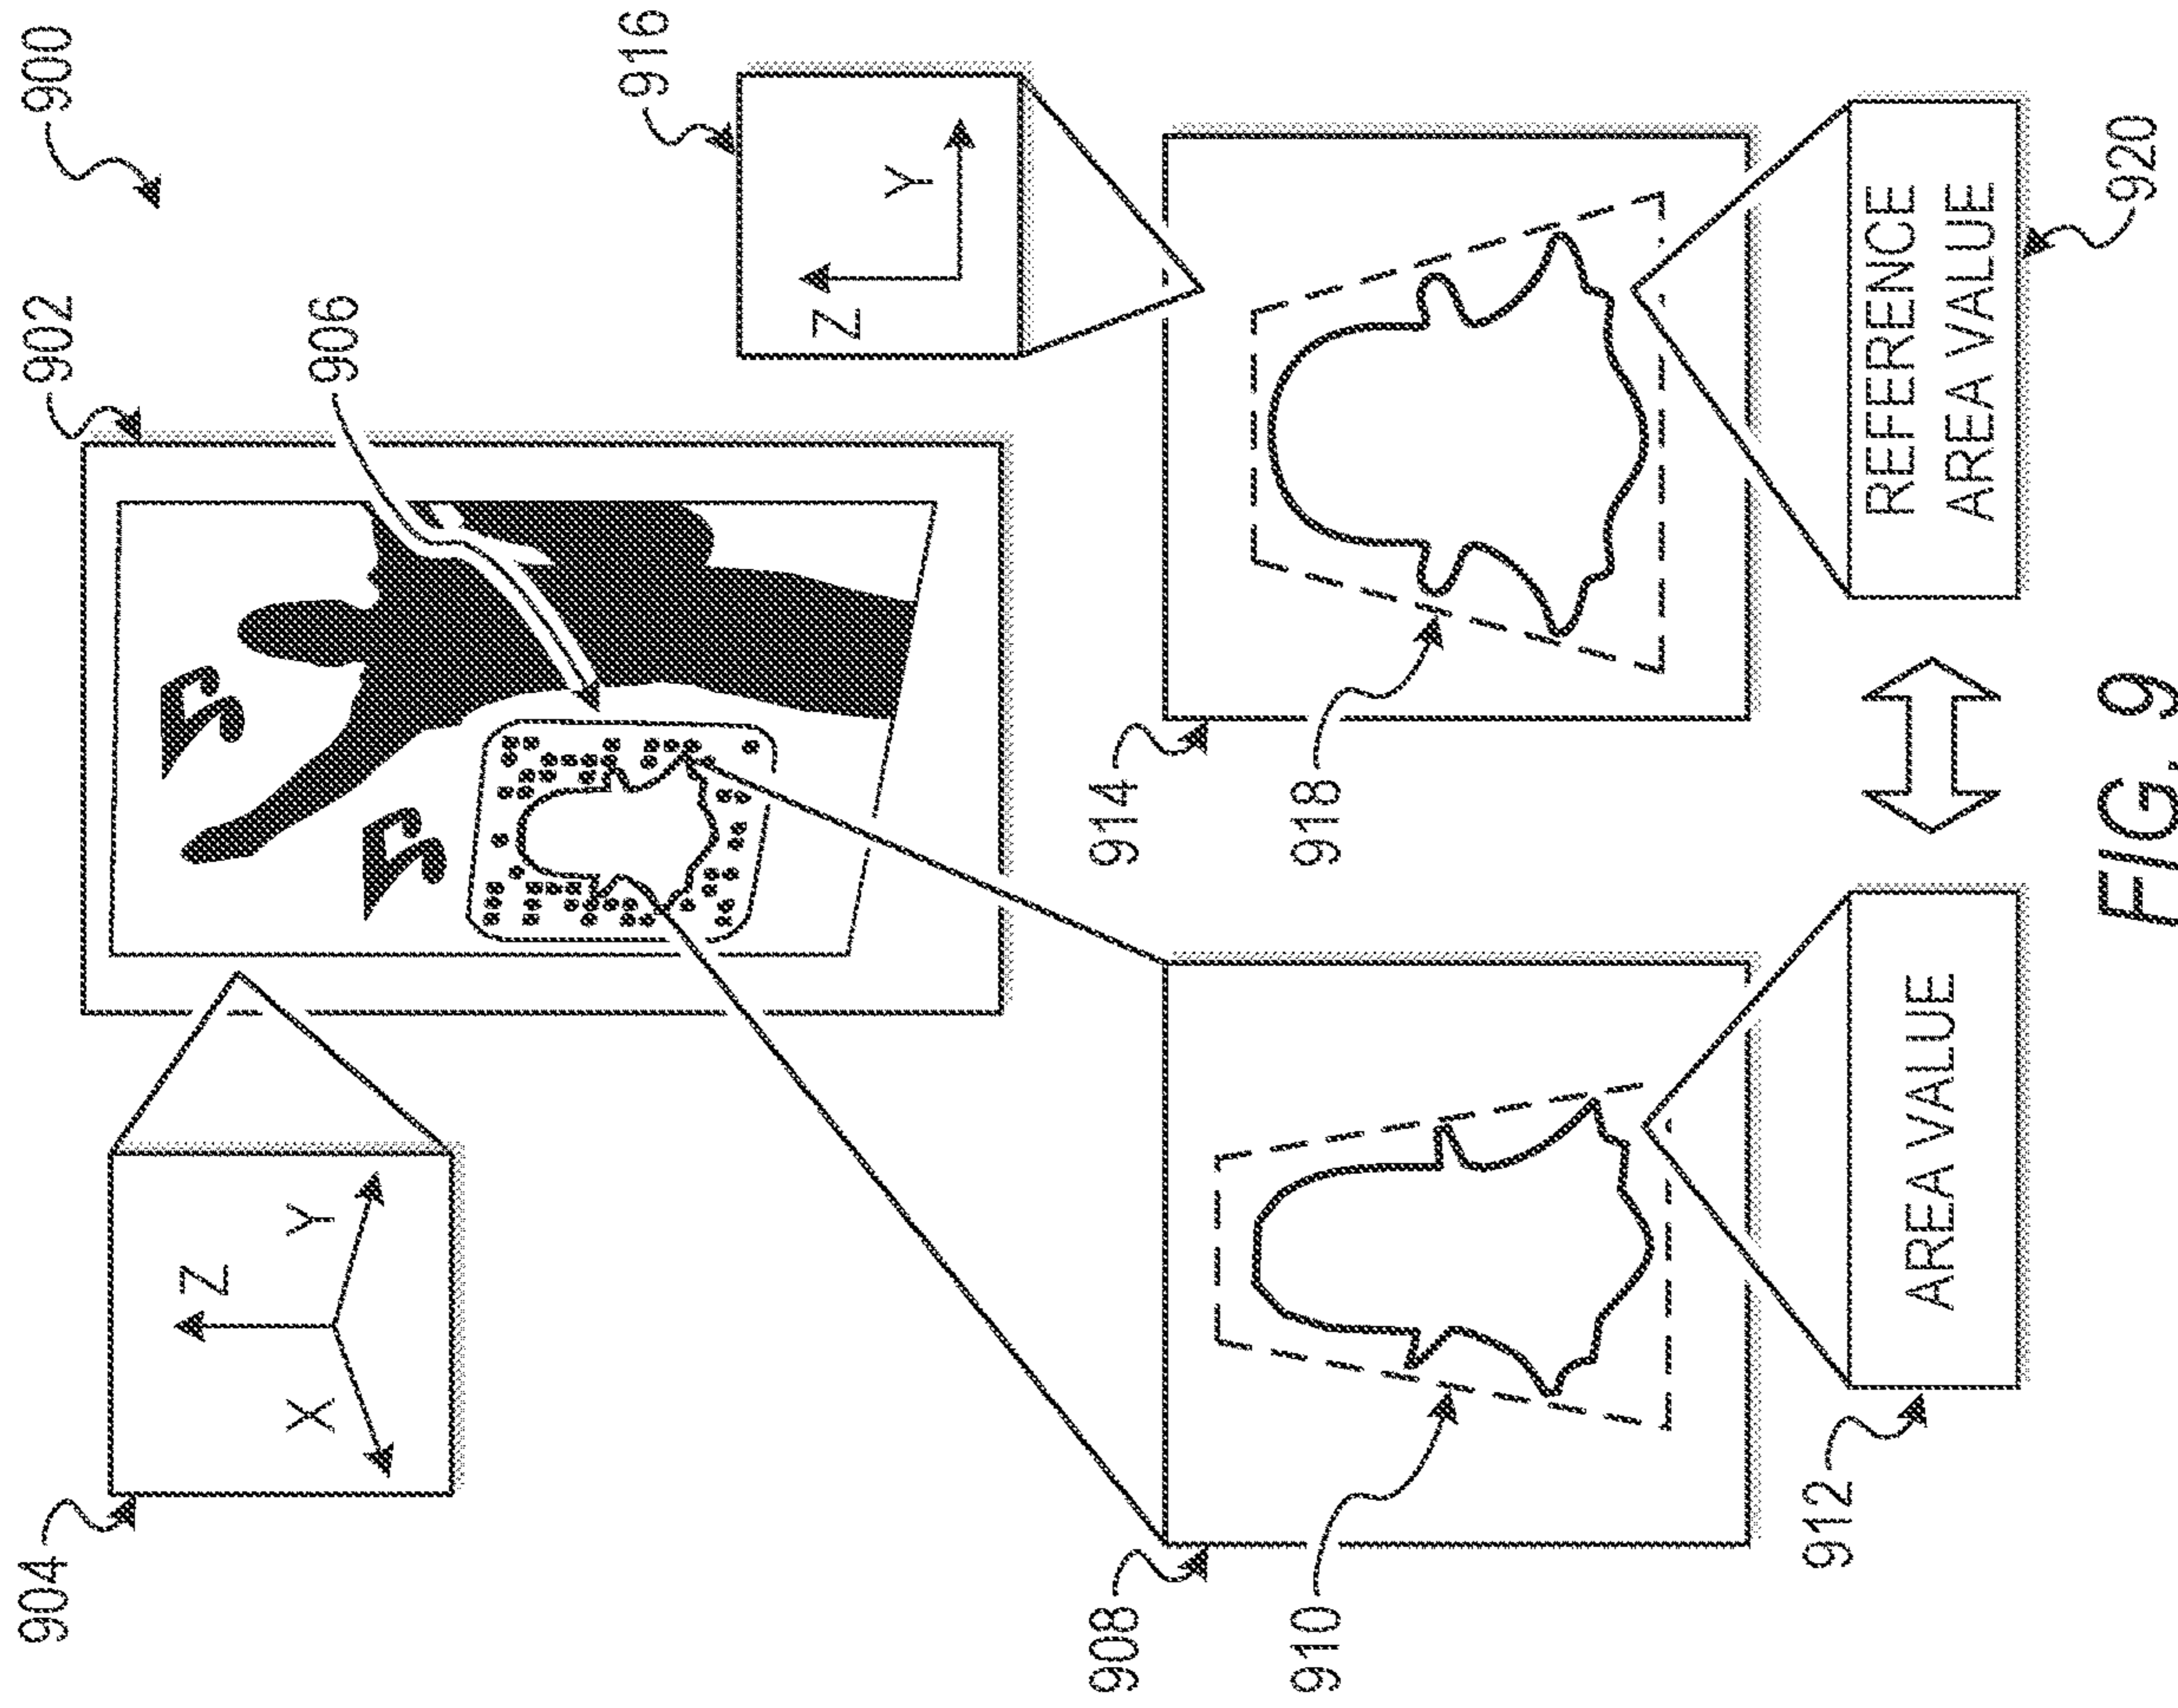 900
902
904
906
X
Y
Z
916
Z
Y
908
910
914
918
912
AREA VALUE
REFERENCE
AREA VALUE
920
FIG. 9